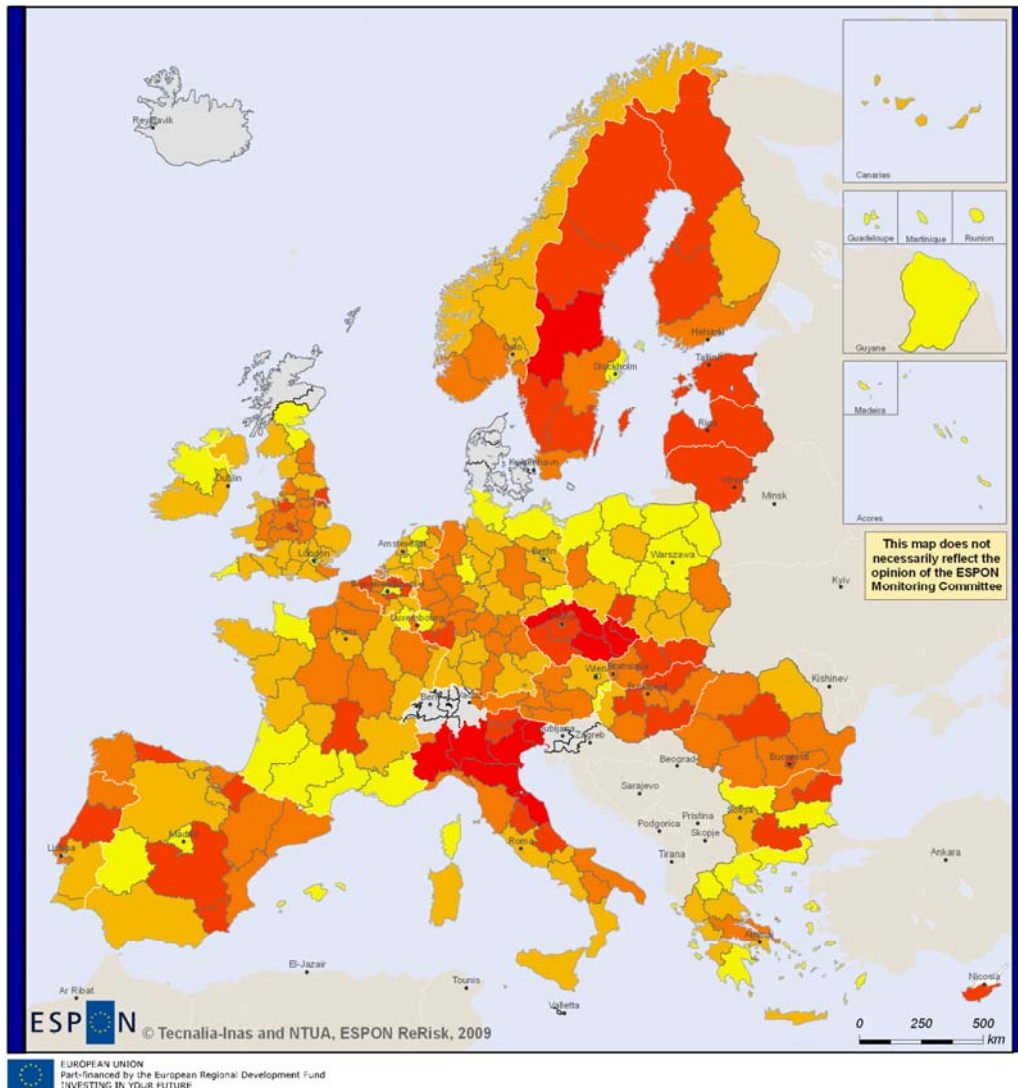 Reykjavik
Canarias
Guadeloupe
Martinique
Réunion
Guyane
Oslo
Helsinki
Tallinn
Stockholm
Madeira
Riga
København
Vilnius
Minsk
Dublin
Acores
This map does not
necessarily reflect the
opinion of the ESPON
Monitoring Committee
Amsterdam
Berlin
Warszawa
London
Kyiv
Luxembourg
Paris
Wien
Bratislava
Kishinev
Bern
Ljubljana
Zagreb
Beograd
Bucuresti
Sarajevo
Pristina
Sofiya
Podgorica
Skopje
Madrid
Roma
Tirana
Ankara
Lisboa
El-Jazair
Tounis
Ar Ribat
Valletta
Nicosia
ESPON
© Tecnalia-Inas and NTUA, ESPON ReRisk, 2009
0 250 500
km
EUROPEAN UNION
Part-financed by the European Regional Development Fund
INVESTING IN YOUR FUTURE